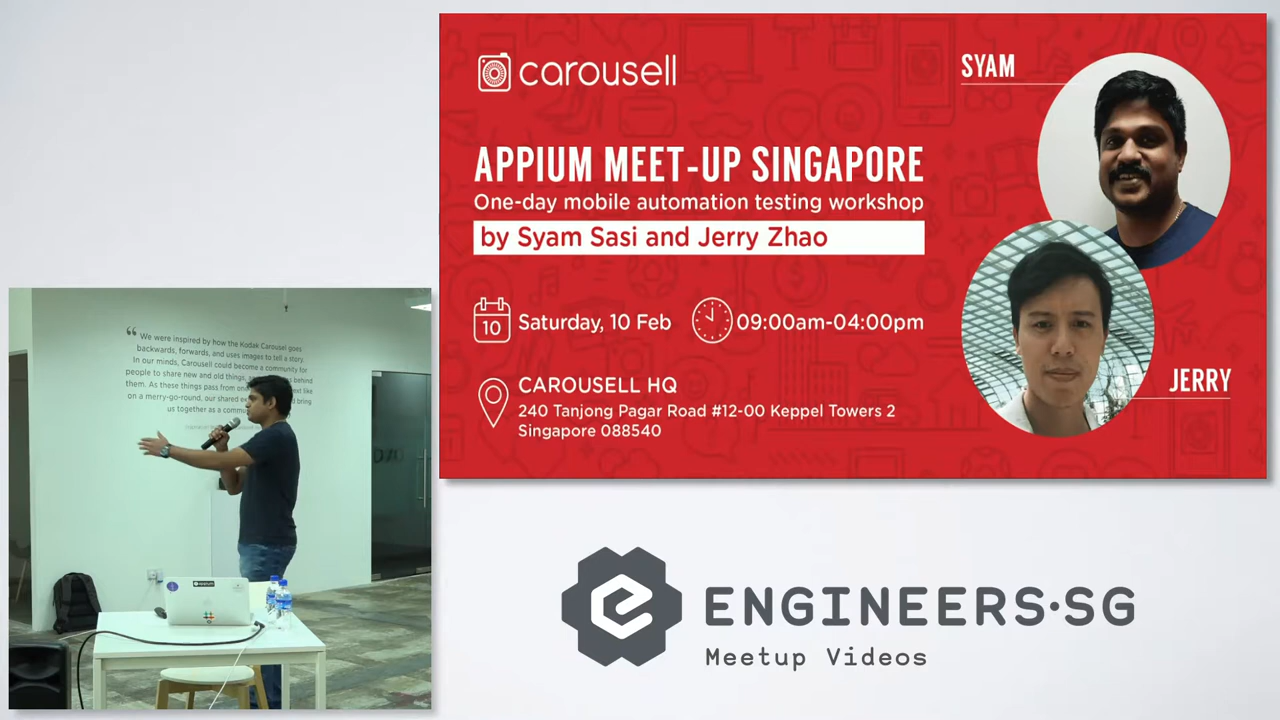 carousell
SYAM
APPIUM MEET-UP SINGAPORE
One-day mobile automation testing workshop
by Syam Sasi and Jerry Zhao
10
Saturday, 10 Feb
09:00am-04:00pm
CAROUSELL HQ
240 Tanjong Pagar Road #12-00 Keppel Towers 2
Singapore 088540
JERRY
“ We were inspired by how the Kodak Carousel goes
backwards, forwards, and uses images to tell a story.
In our minds, Carousell could become a community for
people to share new and old things, behind
them. As these things pass from like
on a merry-go-round, our shared bring
us together as a
ENGINEERS·SG
Meetup Videos